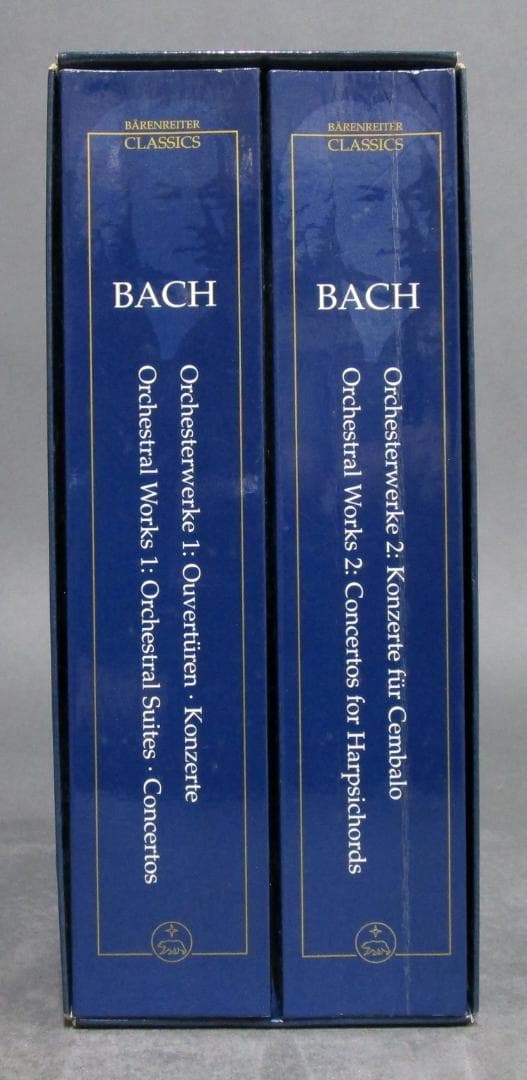 BÄRENREITER
CLASSICS
BACH
Orchesterwerke 1: Ouvertüren · Konzerte
Orchestral Works 1: Orchestral Suites · Concertos
BÄRENREITER
CLASSICS
BACH
Orchesterwerke 2: Konzerte für Cembalo
Orchestral Works 2: Concertos for Harpsichords